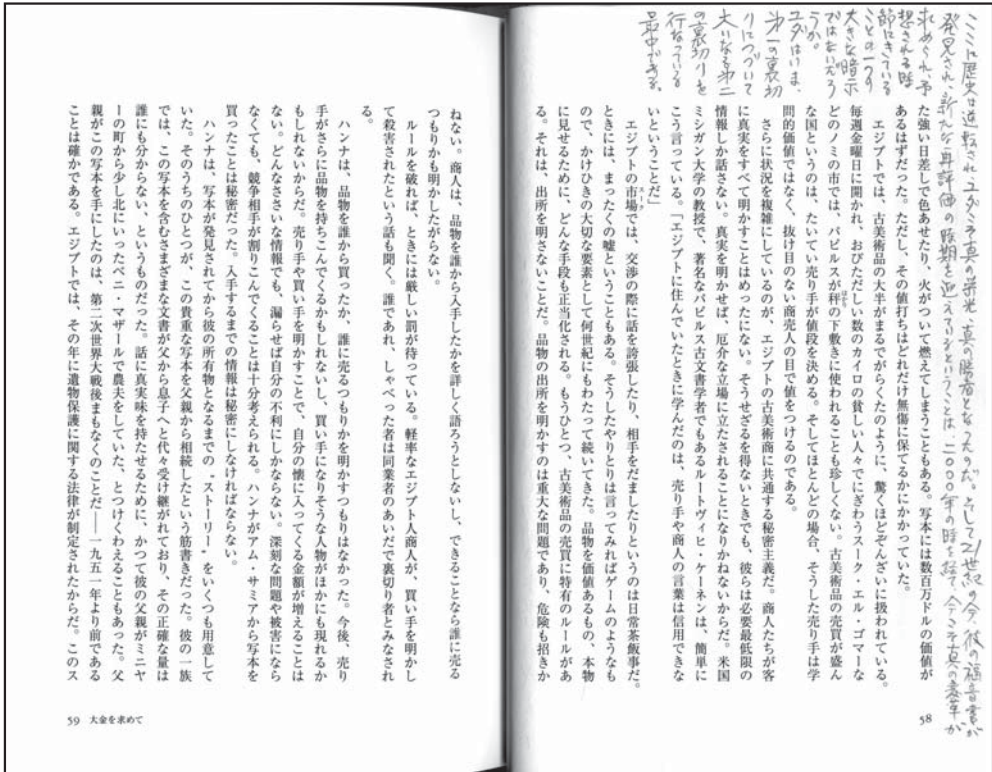 ここに歴史は逆転され、ユダこそ真の栄光、真の勝者となったのだ。そして21世紀の今、彼の福音書が
発見され、新たな再評価の時期を迎えているということは、二〇〇〇年の時を経て、今こそ真の変革が
求められ、予
想される時
節にきている
ことの一つの
大きな暗示
ではないだろ
うか。
ユダはいま、
第一の裏切
りにつづいて
大いなる第二
の裏切りを
行なっている
最中である。
た強い日差しで色あせたり、火がついて燃えてしまうこともある。写本には数百万ドルの価値が
あるはずだった。ただし、その値打ちはどれだけ無傷に保てるかにかかっていた。
エジプトでは、古美術品の大半がまるでがらくたのように、驚くほどぞんざいに扱われている。
毎週金曜日に開かれ、おびただしい数のカイロの貧しい人々でにぎわうスーク・エル・ゴマーな
どのノミの市では、パピルスが秤の下敷きに使われることも珍しくない。古美術品の売買が盛ん
な国というのは、たいてい売り手が値段を決める。そしてほとんどの場合、そうした売り手は学
問的価値ではなく、抜け目のない商売人の目で値をつけるのである。
さらに状況を複雑にしているのが、エジプトの古美術商に共通する秘密主義だ。商人たちが客
に真実をすべて明かすことはめったにない。そうせざるを得ないときでも、彼らは必要最低限の
情報しか話さない。真実を明かせば、厄介な立場に立たされることになりかねないからだ。米国
ミシガン大学の教授で、著名なパピルス古文書学者でもあるルートヴィヒ・ケーネンは、簡単に
こう言っている。「エジプトに住んでいたときに学んだのは、売り手や商人の言葉は信用できな
いということだ」
エジプトの市場では、交渉の際に話を誇張したり、相手をだましたりというのは日常茶飯事だ。
ときには、まったくの嘘ということもある。そうしたやりとりは言ってみればゲームのようなも
ので、かけひきの大切な要素として何世紀にもわたって続いてきた。品物を価値あるもの、本物
に見せるために、どんな手段も正当化される。もうひとつ、古美術品の売買に特有のルールがあ
る。それは、出所を明さないことだ。品物の出所を明かすのは重大な問題であり、危険も招きか
58
ねない。商人は、品物を誰から入手したかを詳しく語ろうとしないし、できることなら誰に売る
つもりかも明かしたがらない。
ルールを破れば、ときには厳しい罰が待っている。軽率なエジプト人商人が、買い手を明かし
て殺害されたという話も聞く。誰であれ、しゃべった者は同業者のあいだで裏切り者とみなされ
る。
ハンナは、品物を誰から買ったか、誰に売るつもりかを明かすつもりはなかった。今後、売り
手がさらに品物を持ちこんでくるかもしれないし、買い手になりそうな人物がほかにも現れるか
もしれないからだ。売り手や買い手を明かすことで、自分の懐に入ってくる金額が増えることは
ない。どんなささいな情報でも、漏らせば自分の不利にしかならない。深刻な問題や被害になら
なくても、競争相手が割りこんでくることは十分考えられる。ハンナがアム・サミアから写本を
買ったことは秘密だった。入手するまでの情報は秘密にしなければならない。
ハンナは、写本が発見されてから彼の所有物となるまでの“ストーリー”をいくつも用意して
いた。そのうちのひとつが、この貴重な写本を父親から相続したという筋書きだった。彼の一族
では、この写本を含むさまざまな文書が父から息子へと代々受け継がれており、その正確な量は
誰にも分からない、というものだった。話に真実味を持たせるために、かつて彼の父親がミニヤ
ーの町から少し北にいったベニ・マザールで農夫をしていた、とつけくわえることもあった。父
親がこの写本を手にしたのは、第二次世界大戦後まもなくのことだ――一九五一年より前である
ことは確かである。エジプトでは、その年に遺物保護に関する法律が制定されたからだ。このス
59 大金を求めて